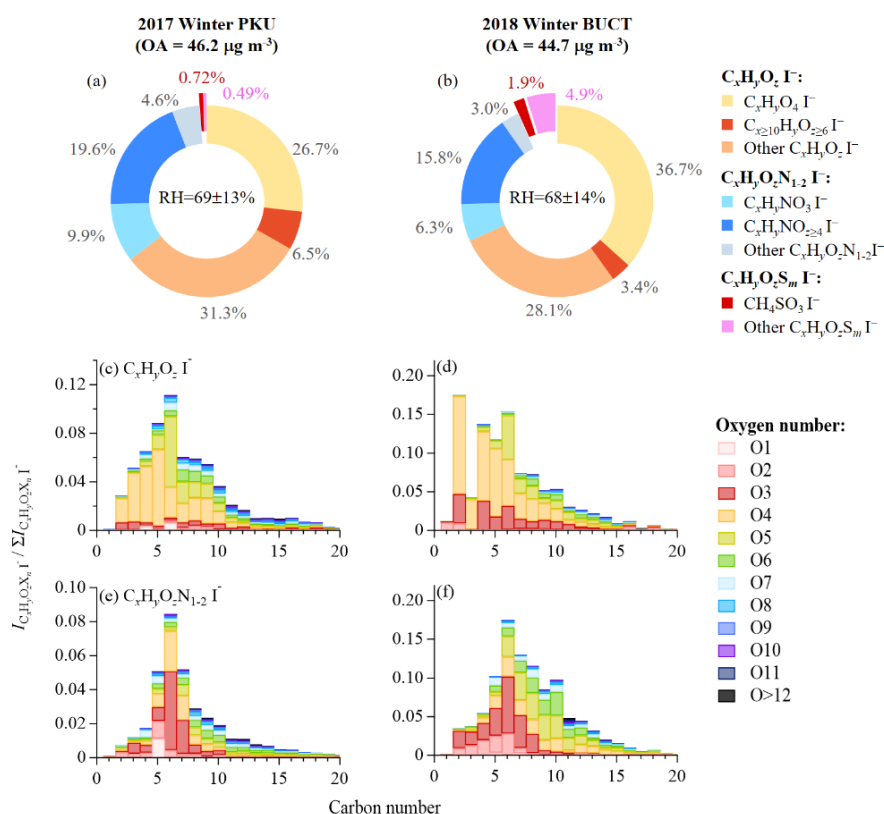 2017 Winter PKU
(OA = 46.2 μg m⁻³)
2018 Winter BUCT
(OA = 44.7 μg m⁻³)
(a)
0.72%
0.49%
4.6%
19.6%
26.7%
RH=69±13%
9.9%
6.5%
31.3%
(b)
1.9%
4.9%
3.0%
15.8%
36.7%
RH=68±14%
6.3%
3.4%
28.1%
CxHyOz I⁻:
CxHyO4 I⁻
Cx≥10HyOz≥6 I⁻
Other CxHyOz I⁻
CxHyOzN1-2 I⁻:
CxHyNO3 I⁻
CxHyNOz≥4 I⁻
Other CxHyOzN1-2I⁻
CxHyOzSm I⁻:
CH4SO3 I⁻
Other CxHyOzSm I⁻
(c) CxHyOz I⁻
0.12
0.08
0.04
0
0 5 10 15 20
(d)
0.20
0.15
0.10
0.05
0
0 5 10 15 20
(e) CxHyOzN1-2 I⁻
0.10
0.08
0.06
0.04
0.02
0
0 5 10 15 20
(f)
0.20
0.15
0.10
0.05
0
0 5 10 15 20
ICxHyOzXn I⁻ / ΣICxHyOzXn I⁻
Carbon number
Oxygen number:
O1
O2
O3
O4
O5
O6
O7
O8
O9
O10
O11
O>12